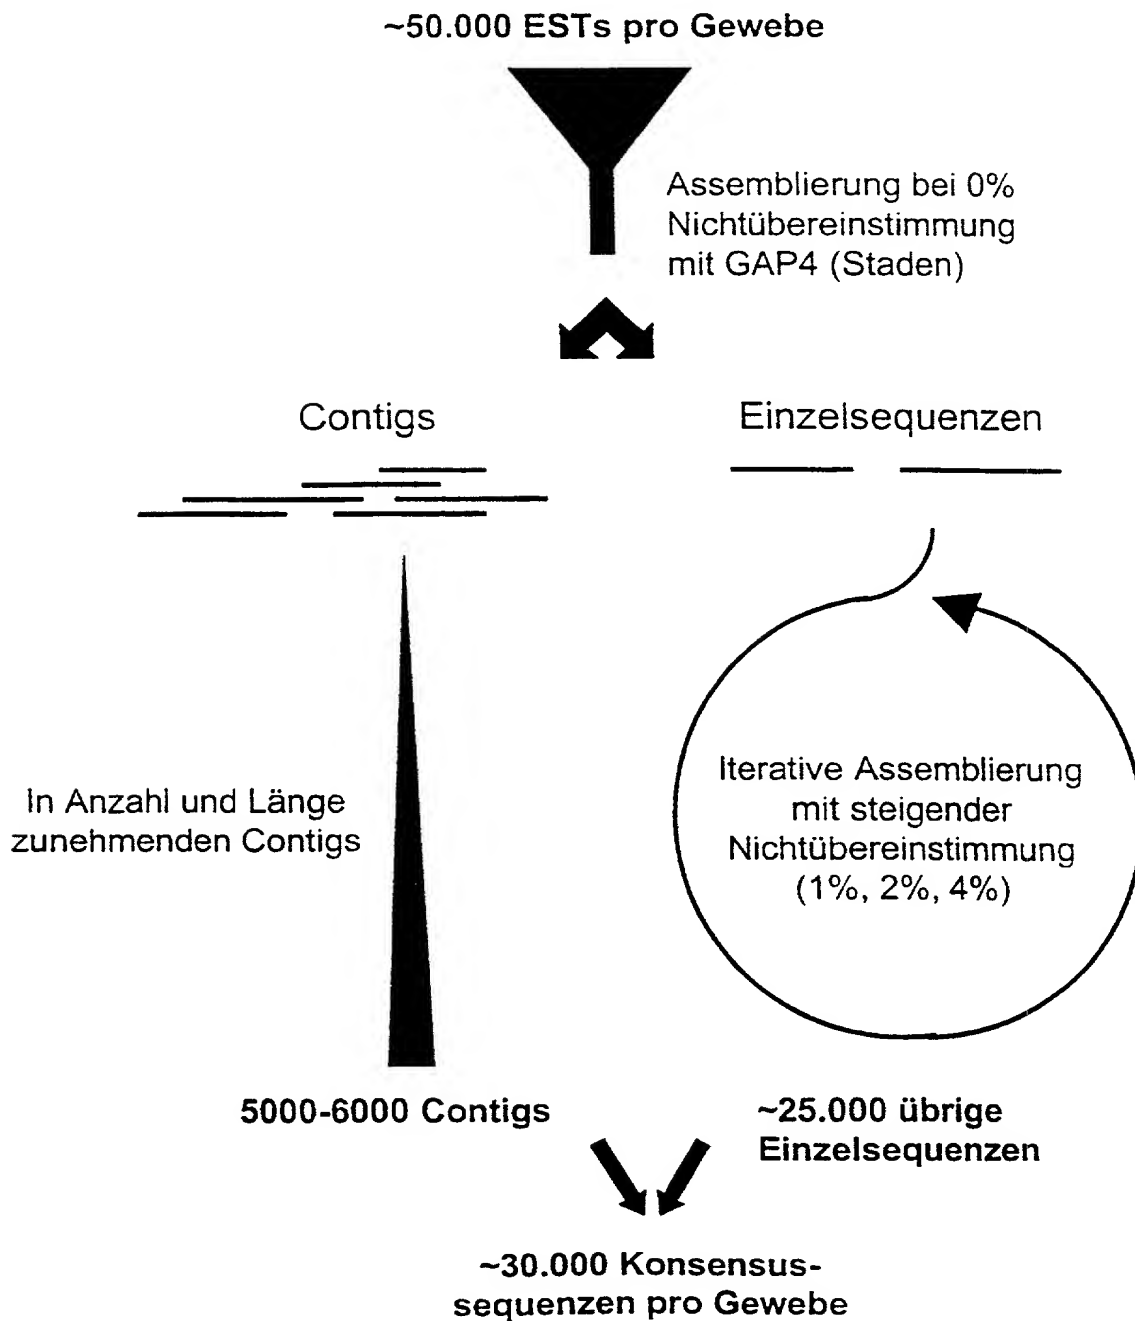 ~50.000 ESTs pro Gewebe
Assemblierung bei 0%
Nichtübereinstimmung
mit GAP4 (Staden)
Contigs
Einzelsequenzen
In Anzahl und Länge
zunehmenden Contigs
Iterative Assemblierung
mit steigender
Nichtübereinstimmung
(1%, 2%, 4%)
5000-6000 Contigs
~25.000 übrige
Einzelsequenzen
~30.000 Konsensus-
sequenzen pro Gewebe